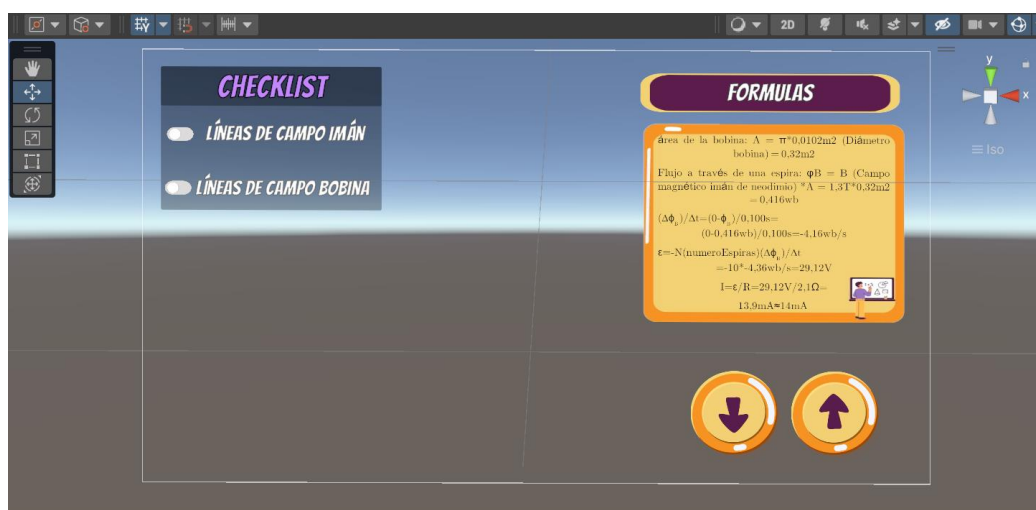 2D
y
x
Iso
CHECKLIST
LÍNEAS DE CAMPO IMÁN
LÍNEAS DE CAMPO BOBINA
FORMULAS
área de la bobina: A = π*0,0102m2 (Diámetro
bobina) = 0,32m2
Flujo a través de una espira: φB = B (Campo
magnético imán de neodimio) *A = 1,3T*0,32m2
= 0,416wb
(Δϕ_B)/Δt=(0-ϕ_o)/0,100s=
(0-0,416wb)/0,100s=-4,16wb/s
ε=-N(numeroEspiras)(Δϕ_B)/Δt
=-10*-4,36wb/s=29,12V
I=ε/R=29,12V/2,1Ω=
13,9mA≈14mA